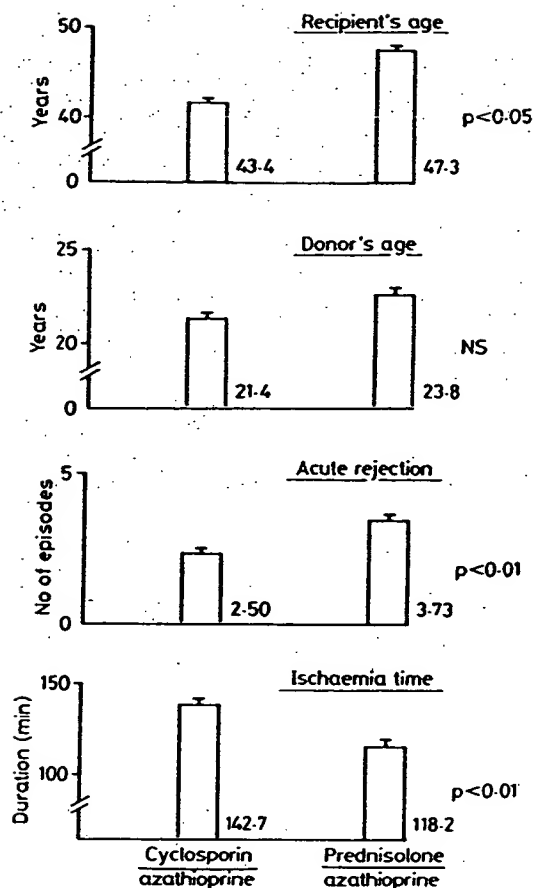 Recipient's age
50
Years
40
0
43·4
47·3
p<0·05
Donor's age
25
Years
20
0
21·4
23·8
NS
Acute rejection
5
No of episodes
0
2·50
3·73
p<0·01
Ischaemia time
150
Duration (min)
100
142·7
118·2
p<0·01
Cyclosporin
azathioprine
Prednisolone
azathioprine